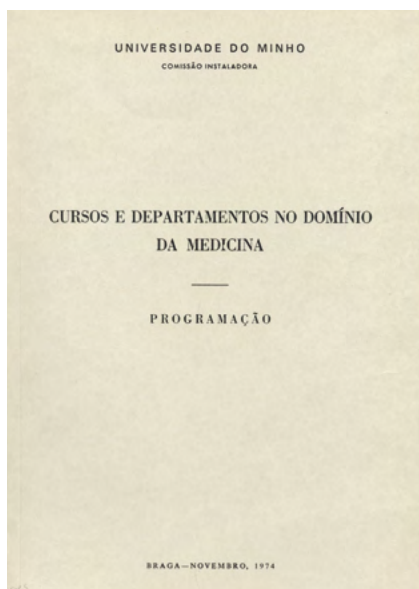 UNIVERSIDADE DO MINHO
COMISSÃO INSTALADORA
CURSOS E DEPARTAMENTOS NO DOMÍNIO
DA MEDICINA
PROGRAMAÇÃO
BRAGA—NOVEMBRO, 1974